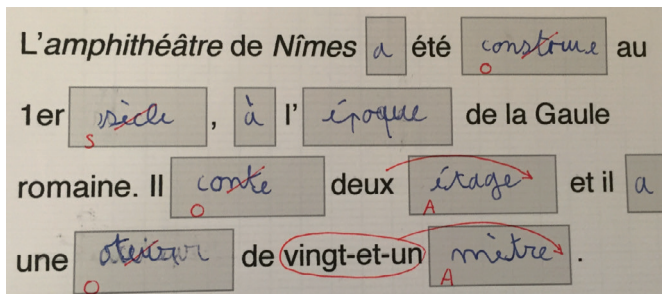 L'amphithéâtre de Nîmes a été construe au
O
1er siècle , à l' époque de la Gaule
S
romaine. Il conte deux étage et il a
O A
une de vingt-et-un mètre .
O A